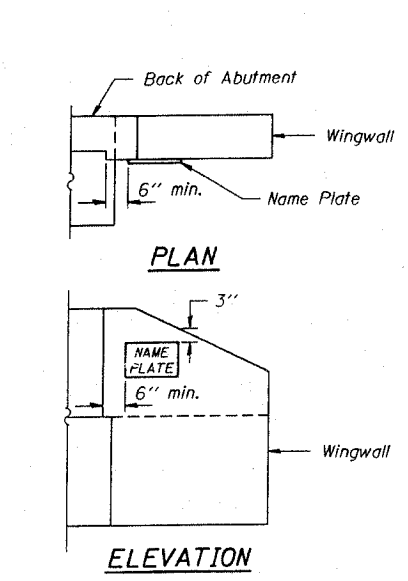 Back of Abutment
Wingwall
6" min.
Name Plate
PLAN
3"
NAME
PLATE
6" min.
Wingwall
ELEVATION